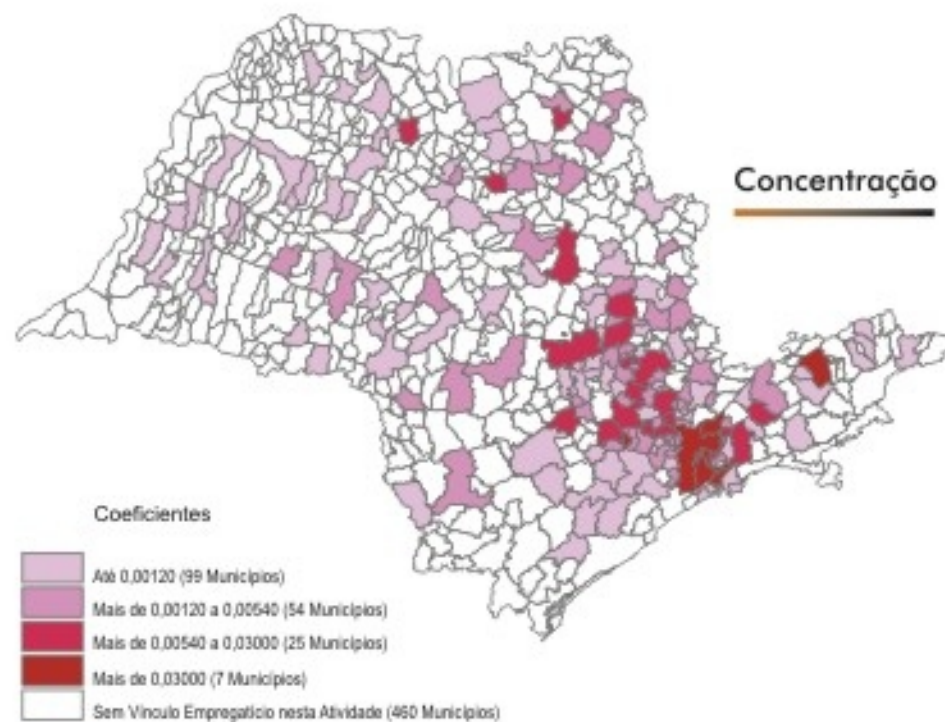 Concentração
Coeficientes
Até 0,00120 (99 Municípios)
Mais de 0,00120 a 0,00540 (54 Municípios)
Mais de 0,00540 a 0,03000 (25 Municípios)
Mais de 0,03000 (7 Municípios)
Sem Vínculo Empregatício nesta Atividade (460 Municípios)